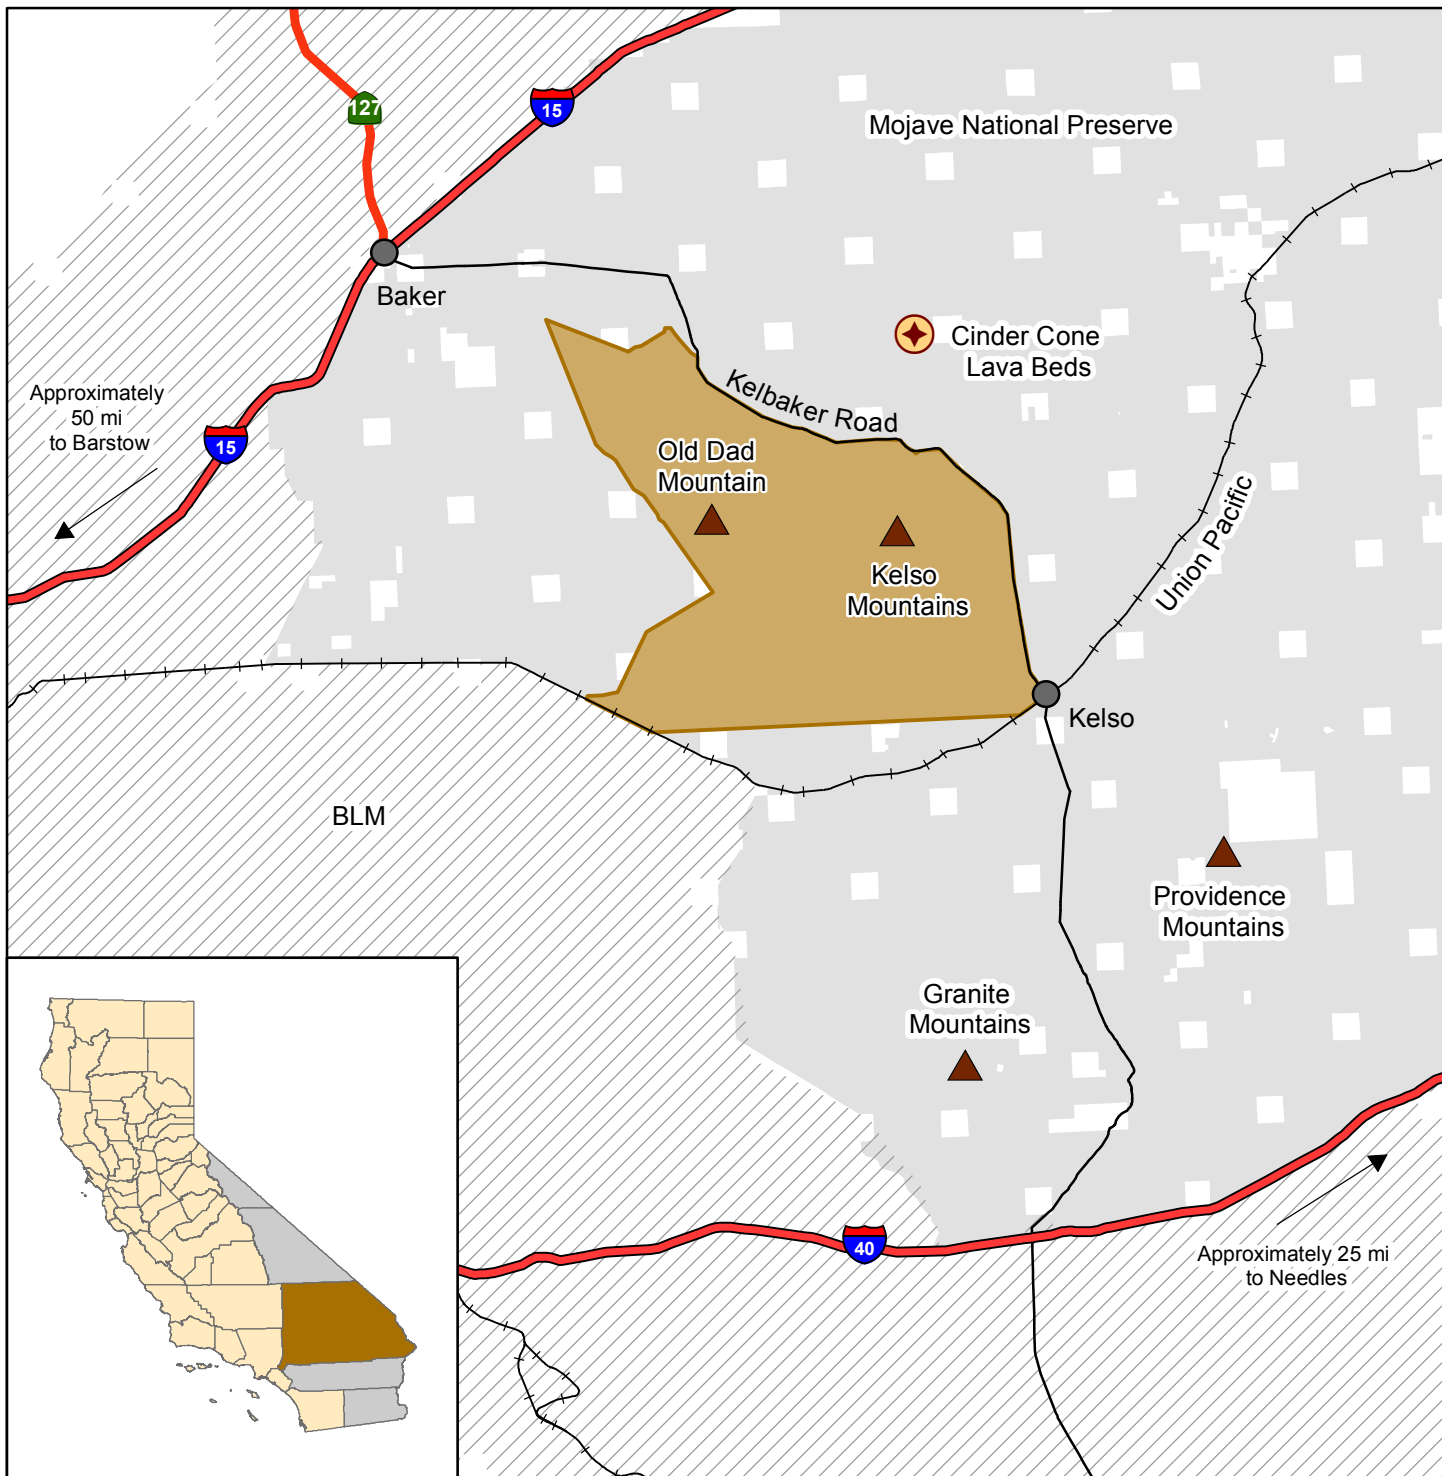 127
15
Mojave National Preserve
Baker
Cinder Cone
Lava Beds
Approximately
50 mi
to Barstow
15
Kelbaker Road
Old Dad
Mountain
Kelso
Mountains
Union Pacific
Kelso
BLM
Providence
Mountains
Granite
Mountains
40
Approximately 25 mi
to Needles